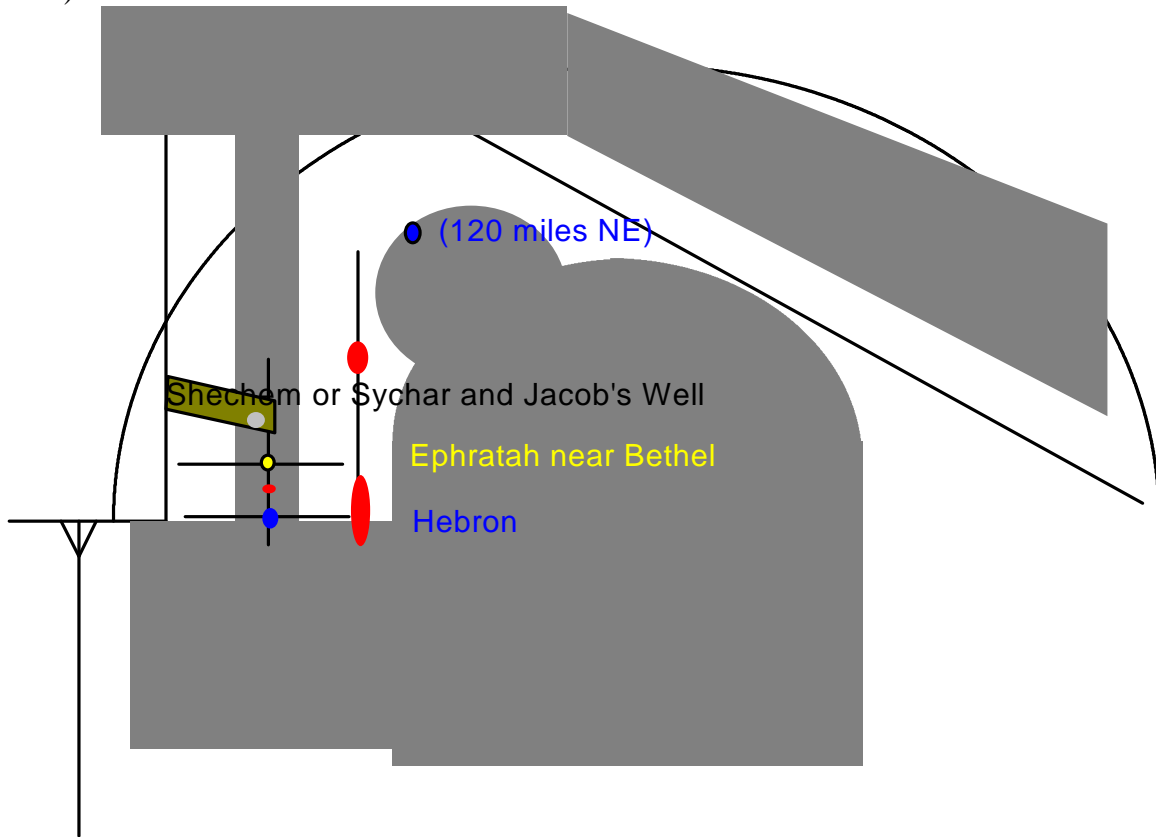 )
(120 miles NE)
Shechem or Sychar and Jacob's Well
Ephratah near Bethel
Hebron